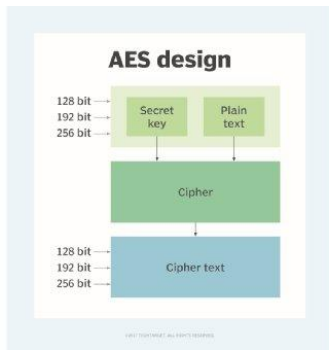 AES design
128 bit
192 bit
256 bit
Secret
key
Plain
text
Cipher
128 bit
192 bit
256 bit
Cipher text